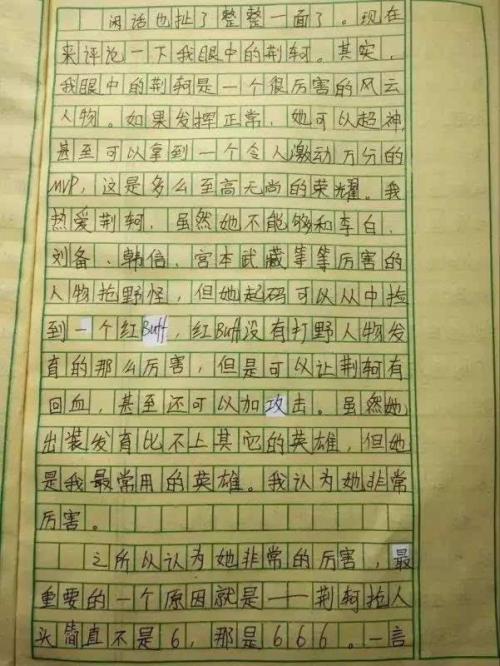 闲话也扯了整整一面了。现在
来评论一下我眼中的荆轲。其实,
我眼中的荆轲是一个很厉害的风云
人物。如果发挥正常,她可以超神,
甚至可以拿到一个令人激动万分的
MVP,这是多么至高无尚的荣耀。我
热爱荆轲,虽然她不能够和李白、
刘备、韩信、宫本武藏等等厉害的
人物抢野怪,但她起码可以从中捡
到一个红Buff,红Buff没有打野人物发
育的那么厉害,但是可以让荆轲有
回血,甚至还可以加攻击。虽然她
出装发育比不上其它的英雄,但她
是我最常用的英雄。我认为她非常
厉害。
之所以认为她非常的厉害,最
重要的一个原因就是——荆轲抢人
头简直不是6,那是666。一言